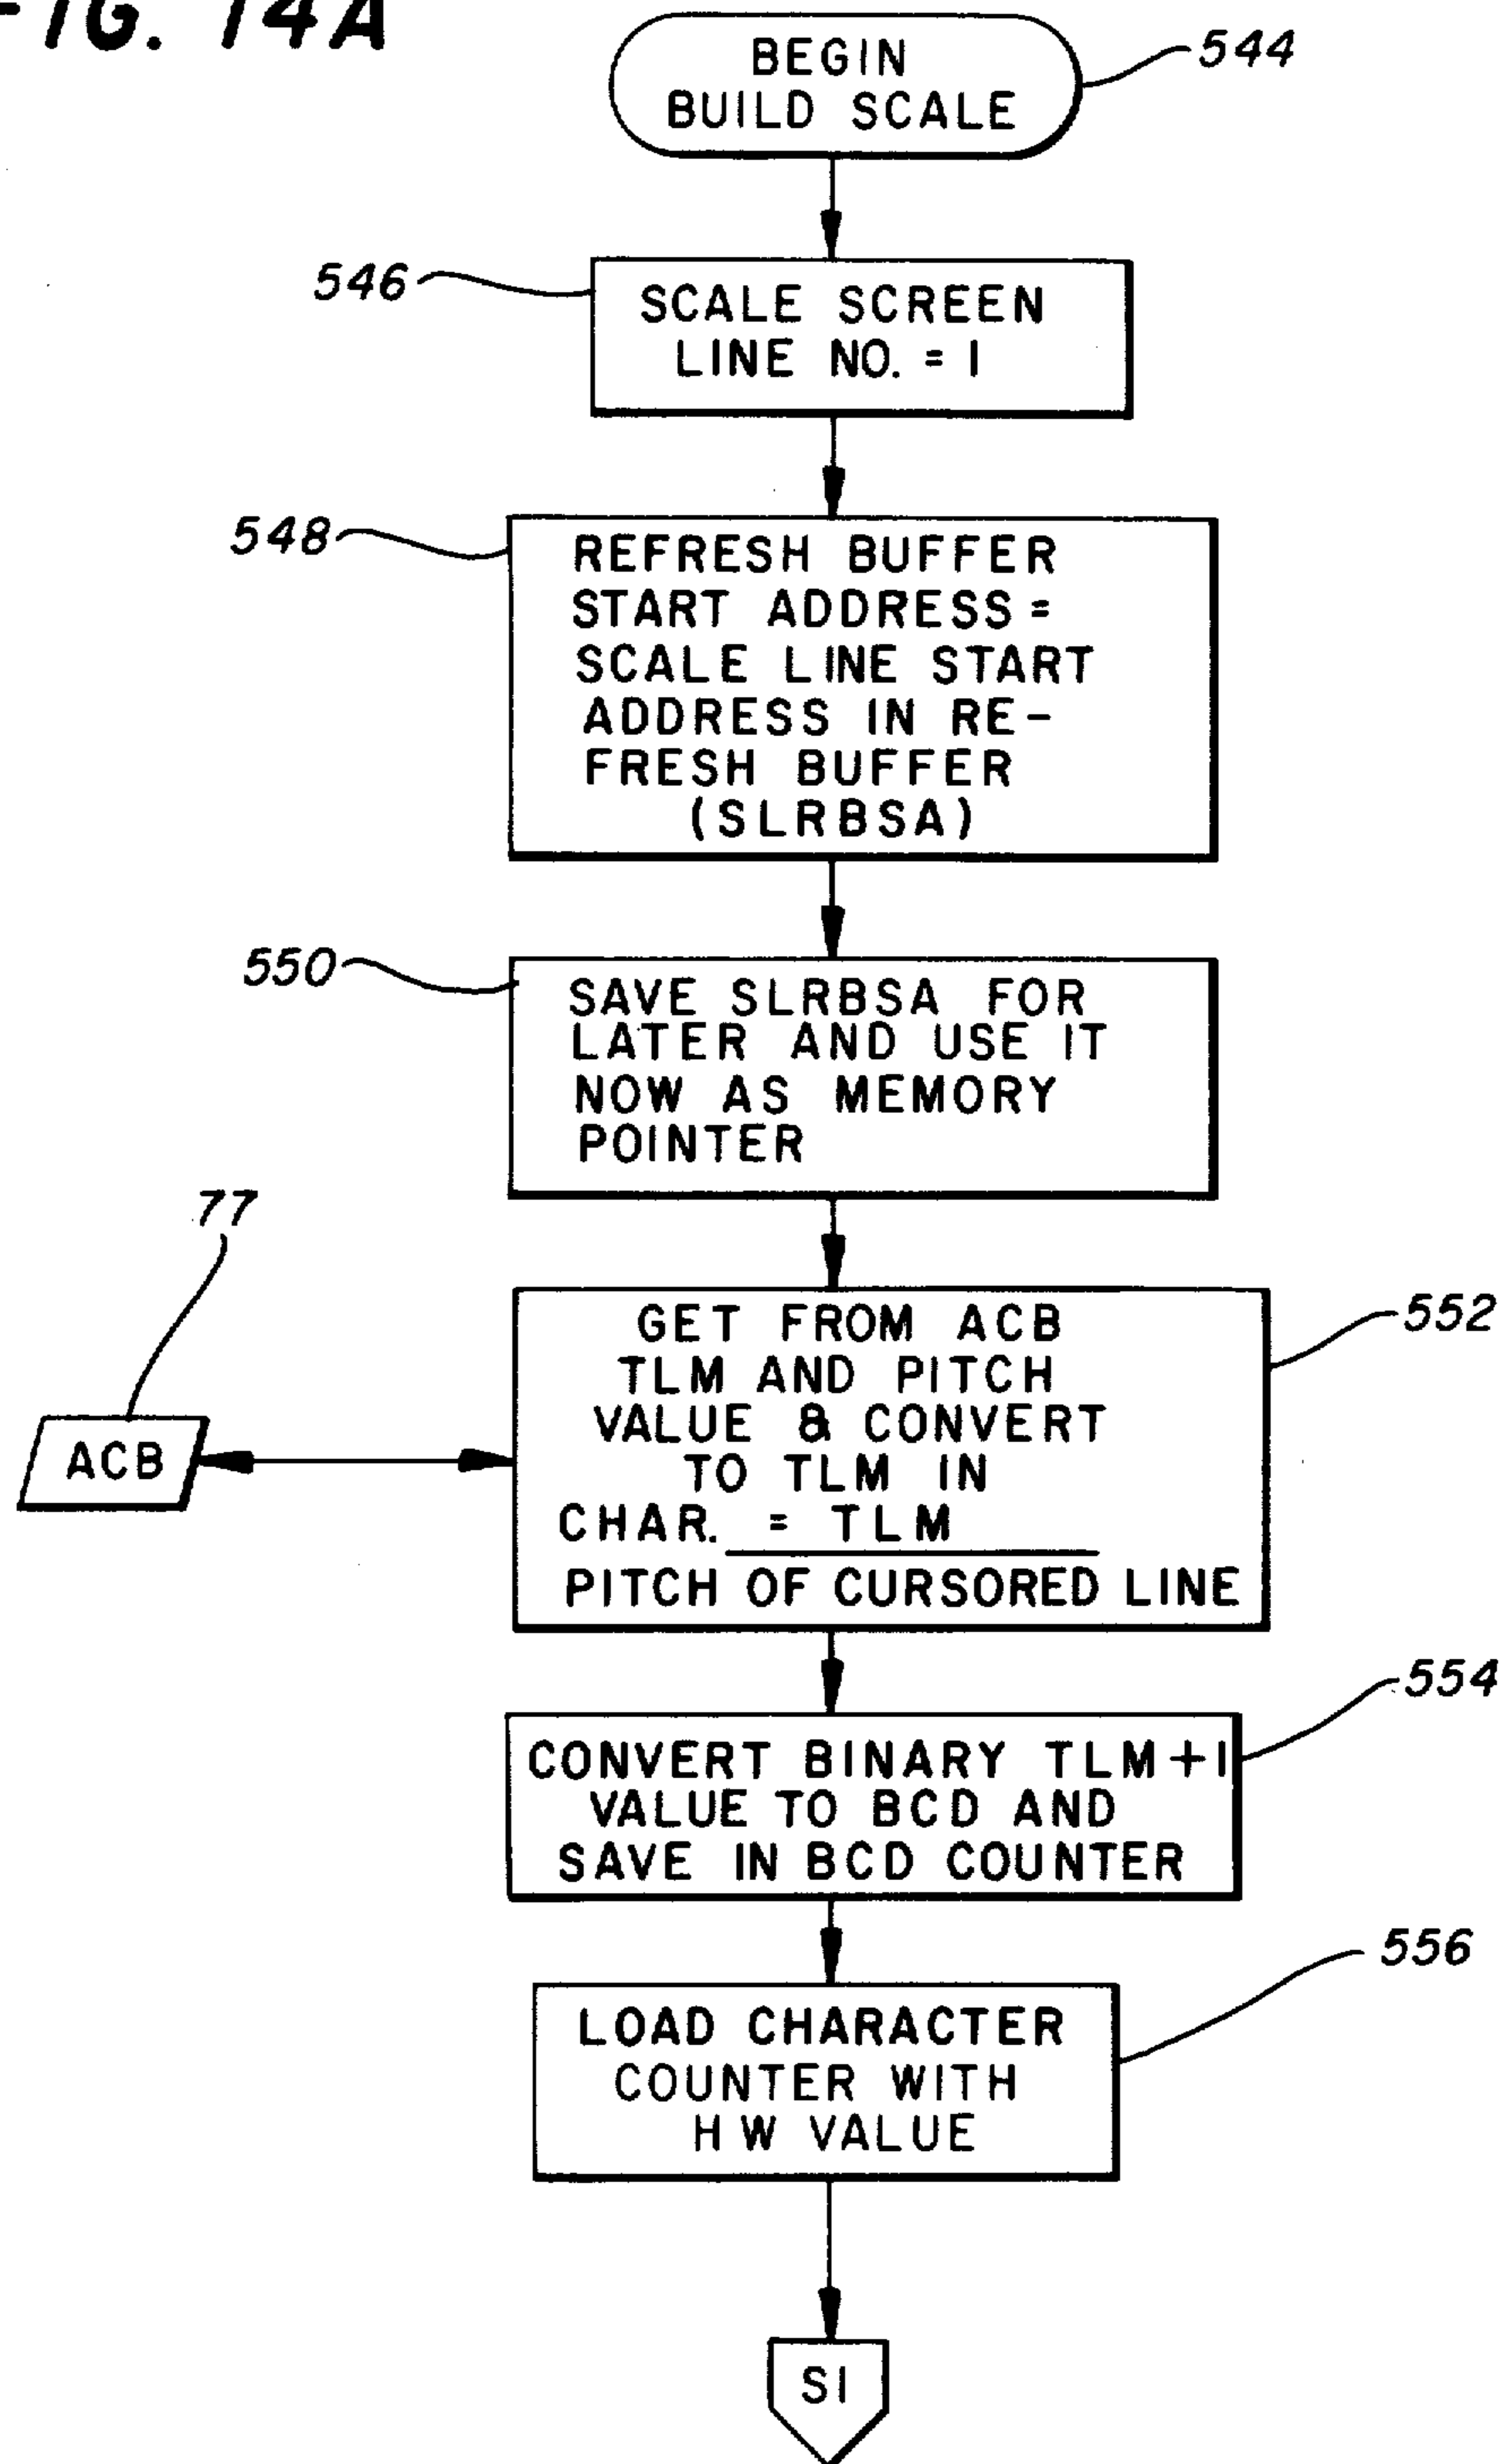 FIG. 14A
BEGIN
BUILD SCALE
544
546
SCALE SCREEN
LINE NO. = 1
548
REFRESH BUFFER
START ADDRESS =
SCALE LINE START
ADDRESS IN RE-
FRESH BUFFER
(SLRBSA)
550
SAVE SLRBSA FOR
LATER AND USE IT
NOW AS MEMORY
POINTER
77
ACB
552
GET FROM ACB
TLM AND PITCH
VALUE & CONVERT
TO TLM IN
CHAR. = TLM
PITCH OF CURSORED LINE
554
CONVERT BINARY TLM+1
VALUE TO BCD AND
SAVE IN BCD COUNTER
556
LOAD CHARACTER
COUNTER WITH
HW VALUE
S1